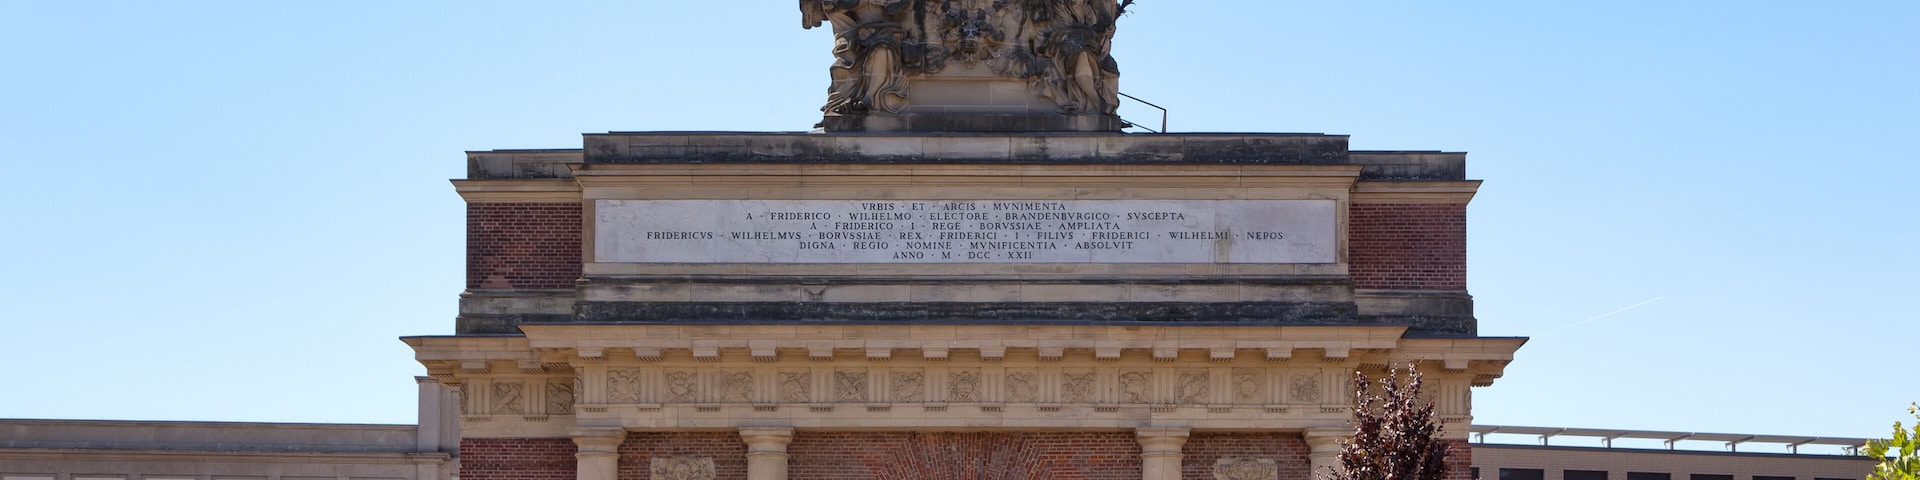 VRBIS · ET · ARCIS · MVNIMENTA
A · FRIDERICO · WILHELMO · ELECTORE · BRANDENBVRGICO · SVSCEPTA
A · FRIDERICO · I · REGE · BORVSSIAE · AMPLIATA
FRIDERICVS · WILHELMVS · BORVSSIAE · REX · FRIDERICI · I · FILIVS · FRIDERICI · WILHELMI · NEPOS
DIGNA · REGIO · NOMINE · MVNIFICENTIA · ABSOLVIT
ANNO · M · DCC · XXII